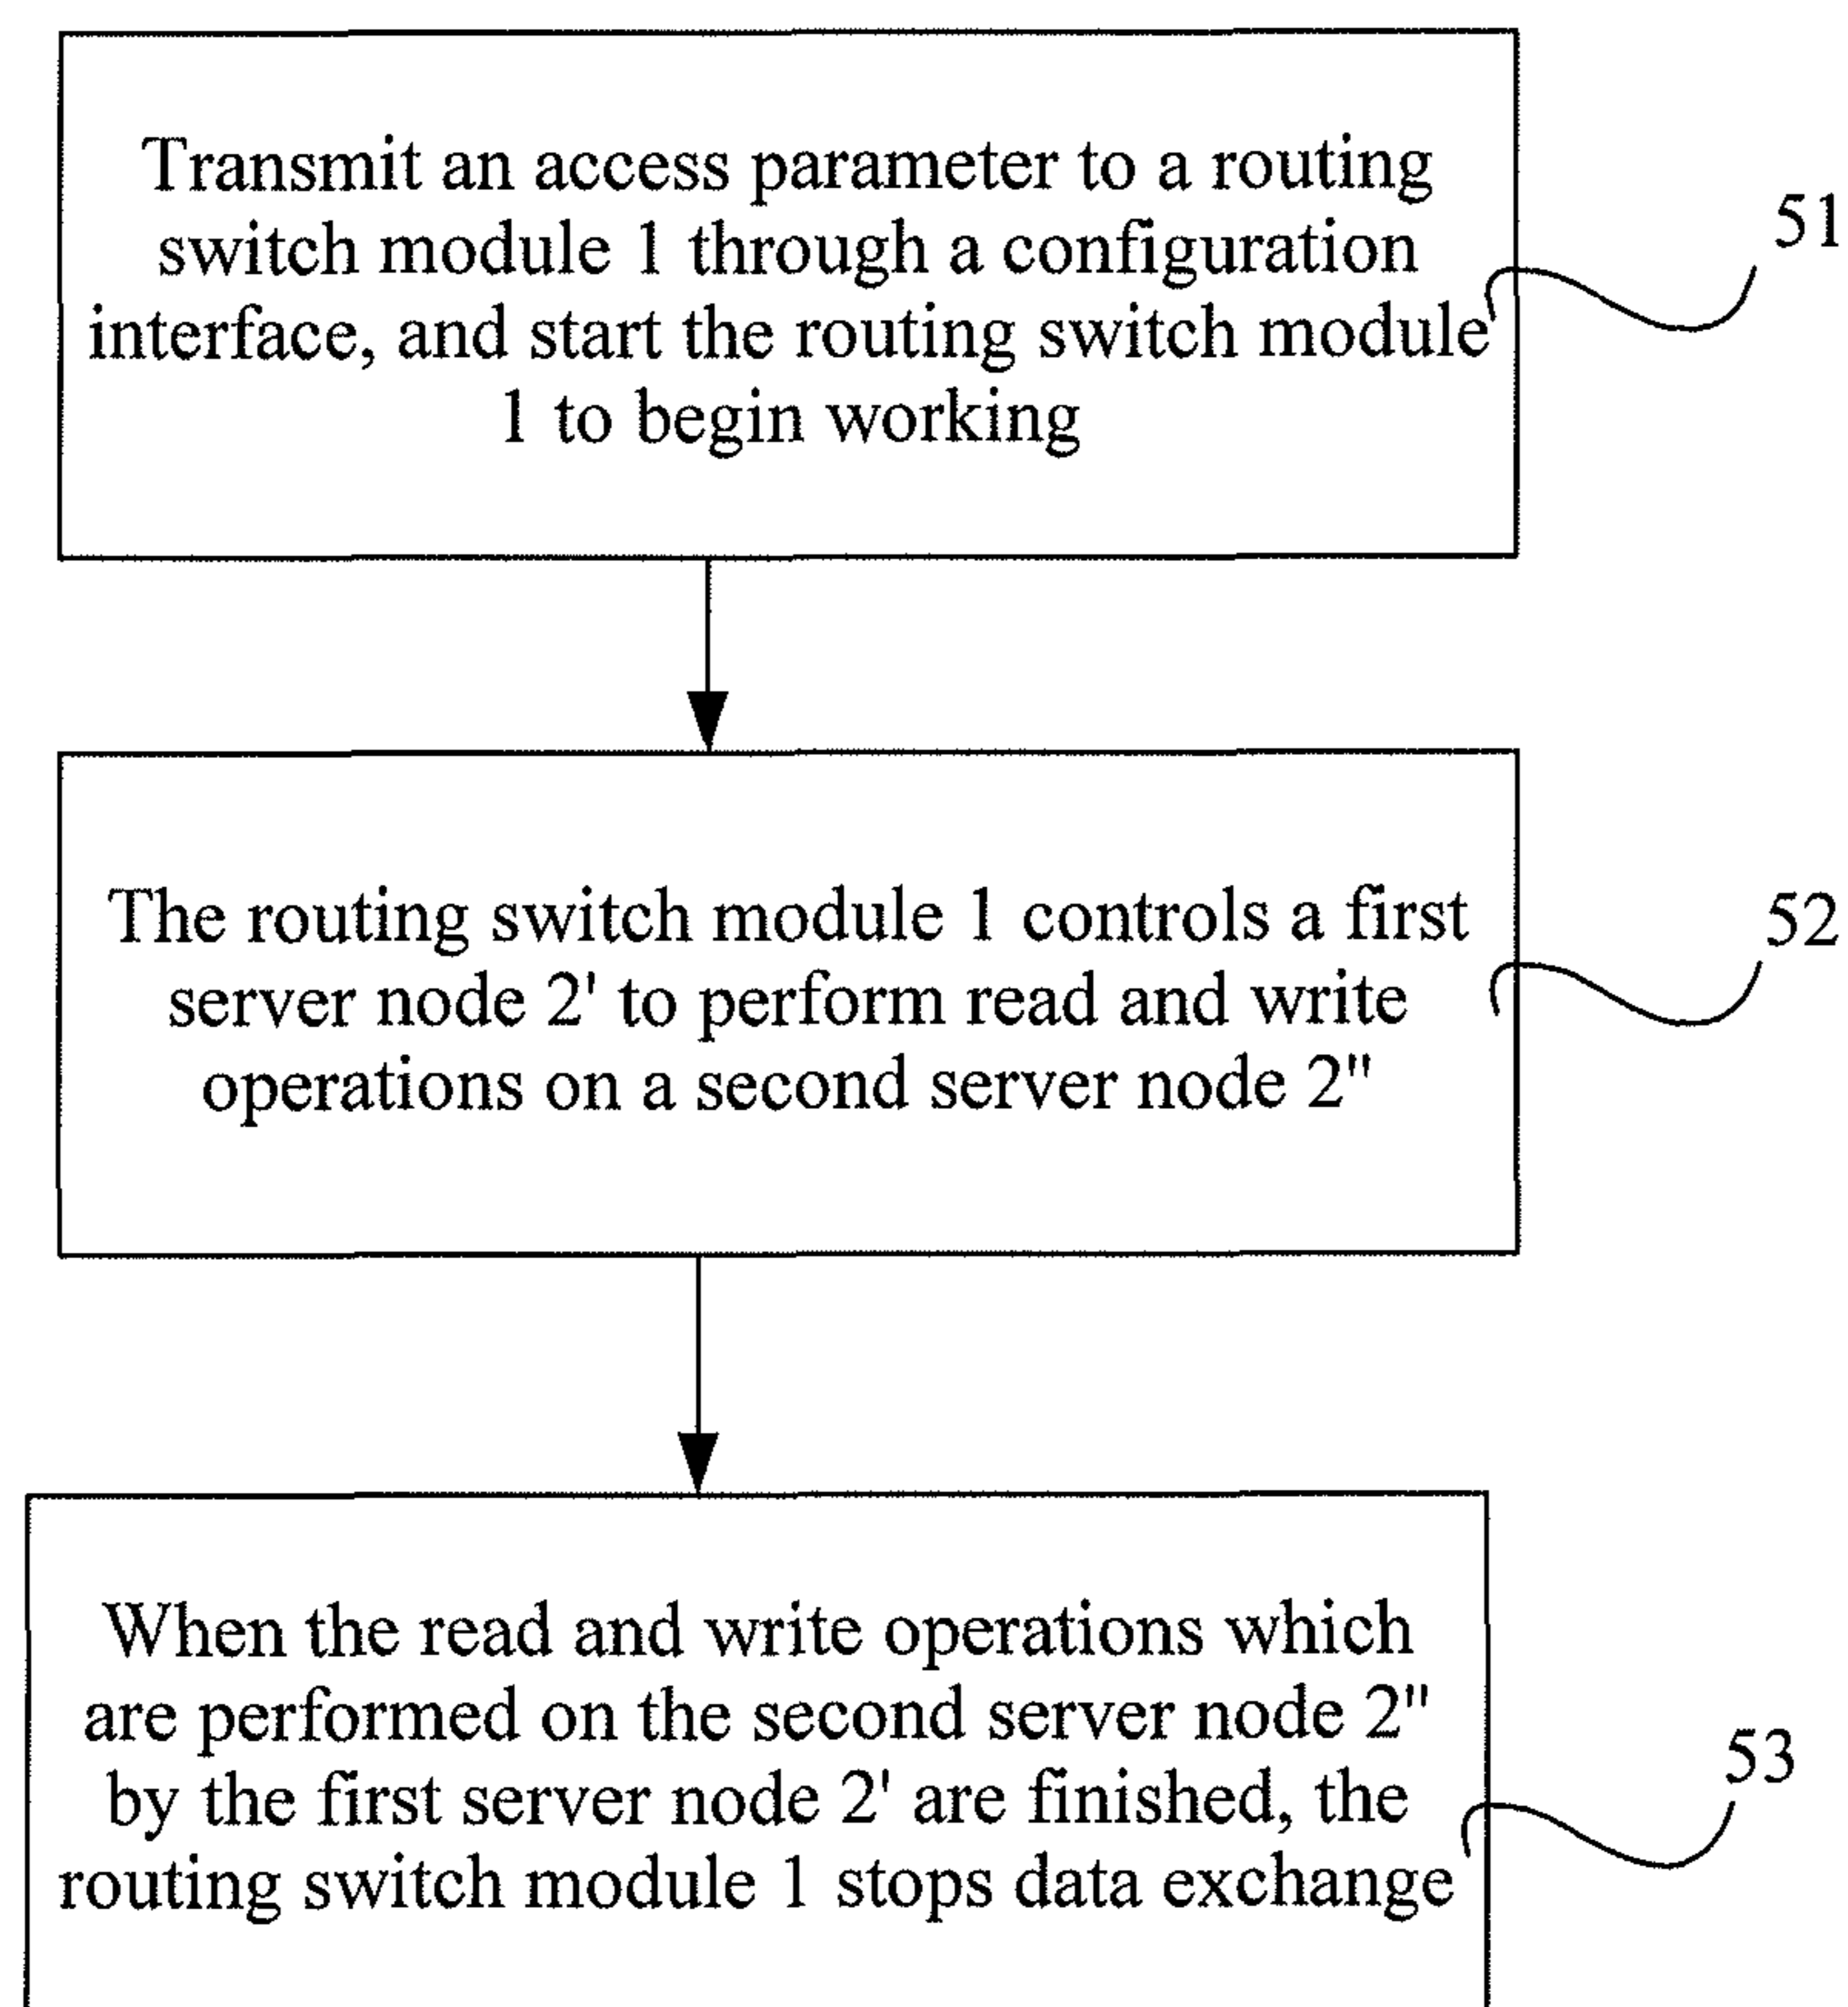 Transmit an access parameter to a routing
switch module 1 through a configuration
interface, and start the routing switch module
1 to begin working
51
The routing switch module 1 controls a first
server node 2' to perform read and write
operations on a second server node 2"
52
When the read and write operations which
are performed on the second server node 2"
by the first server node 2' are finished, the
routing switch module 1 stops data exchange
53